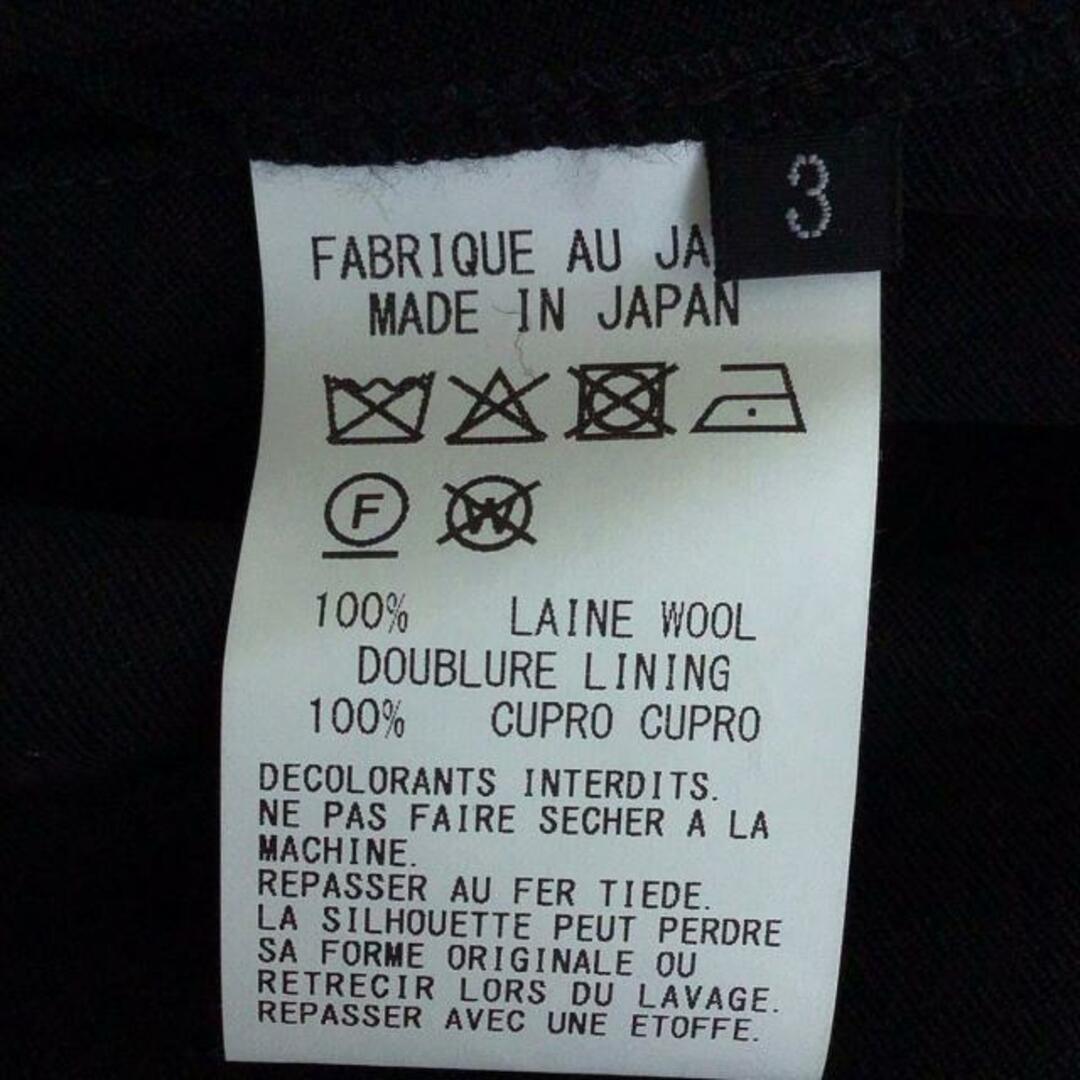 3
FABRIQUE AU
MADE IN JAPAN
F
W
100% LAINE WOOL
DOUBLURE LINING
100% CUPRO CUPRO
DECOLORANTS INTERDITS.
NE PAS FAIRE SECHER A LA
MACHINE.
REPASSER AU FER TIEDE.
LA SILHOUETTE PEUT PERDRE
SA FORME ORIGINALE OU
RETRECIR LORS DU LAVAGE.
REPASSER AVEC UNE ETOFFE.